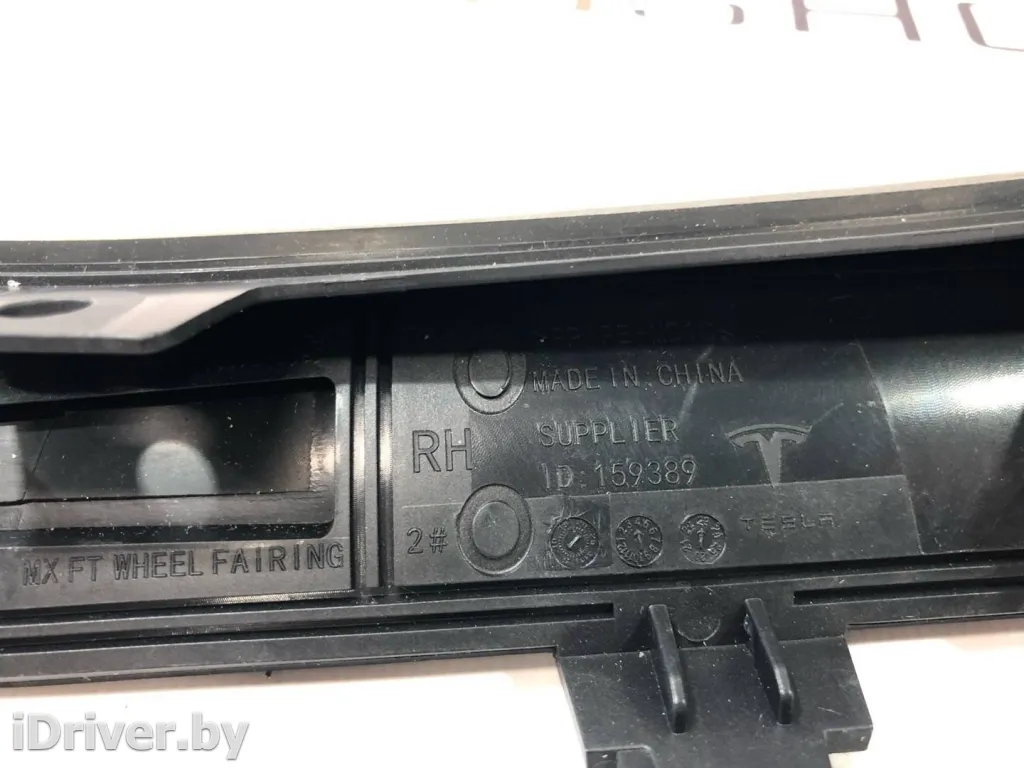 MADE IN CHINA
RH
SUPPLIER
ID: 159389
2#
TESLA
MX FT WHEEL FAIRING
iDriver.by